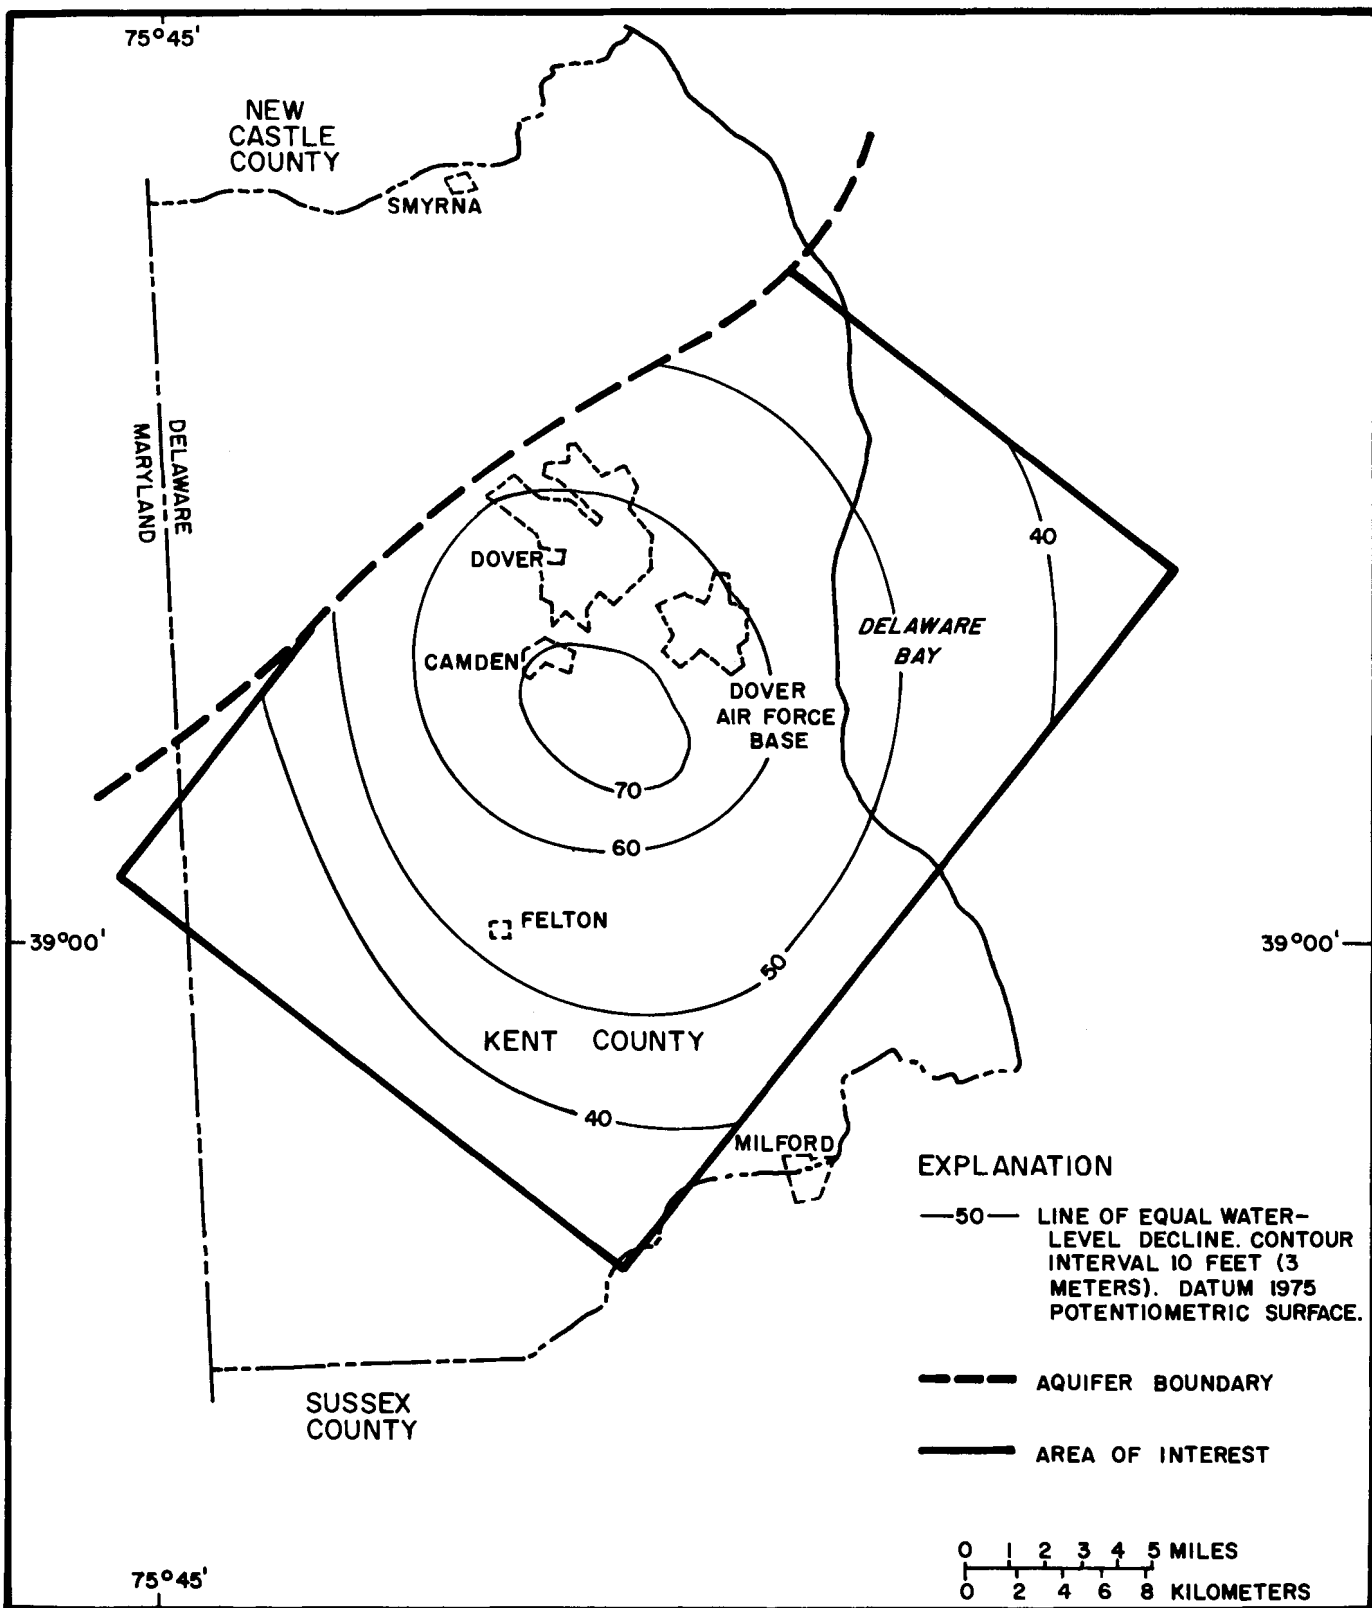 75°45'
NEW
CASTLE
COUNTY
SMYRNA
DELAWARE
MARYLAND
40
DOVER
DELAWARE
BAY
CAMDEN
DOVER
AIR FORCE
BASE
70
60
FELTON
39°00'
39°00'
50
KENT COUNTY
40
MILFORD
EXPLANATION
50 LINE OF EQUAL WATER-
LEVEL DECLINE. CONTOUR
INTERVAL 10 FEET (3
METERS). DATUM 1975
POTENTIOMETRIC SURFACE.
AQUIFER BOUNDARY
SUSSEX
COUNTY
AREA OF INTEREST
0 1 2 3 4 5 MILES
0 2 4 6 8 KILOMETERS
75°45'